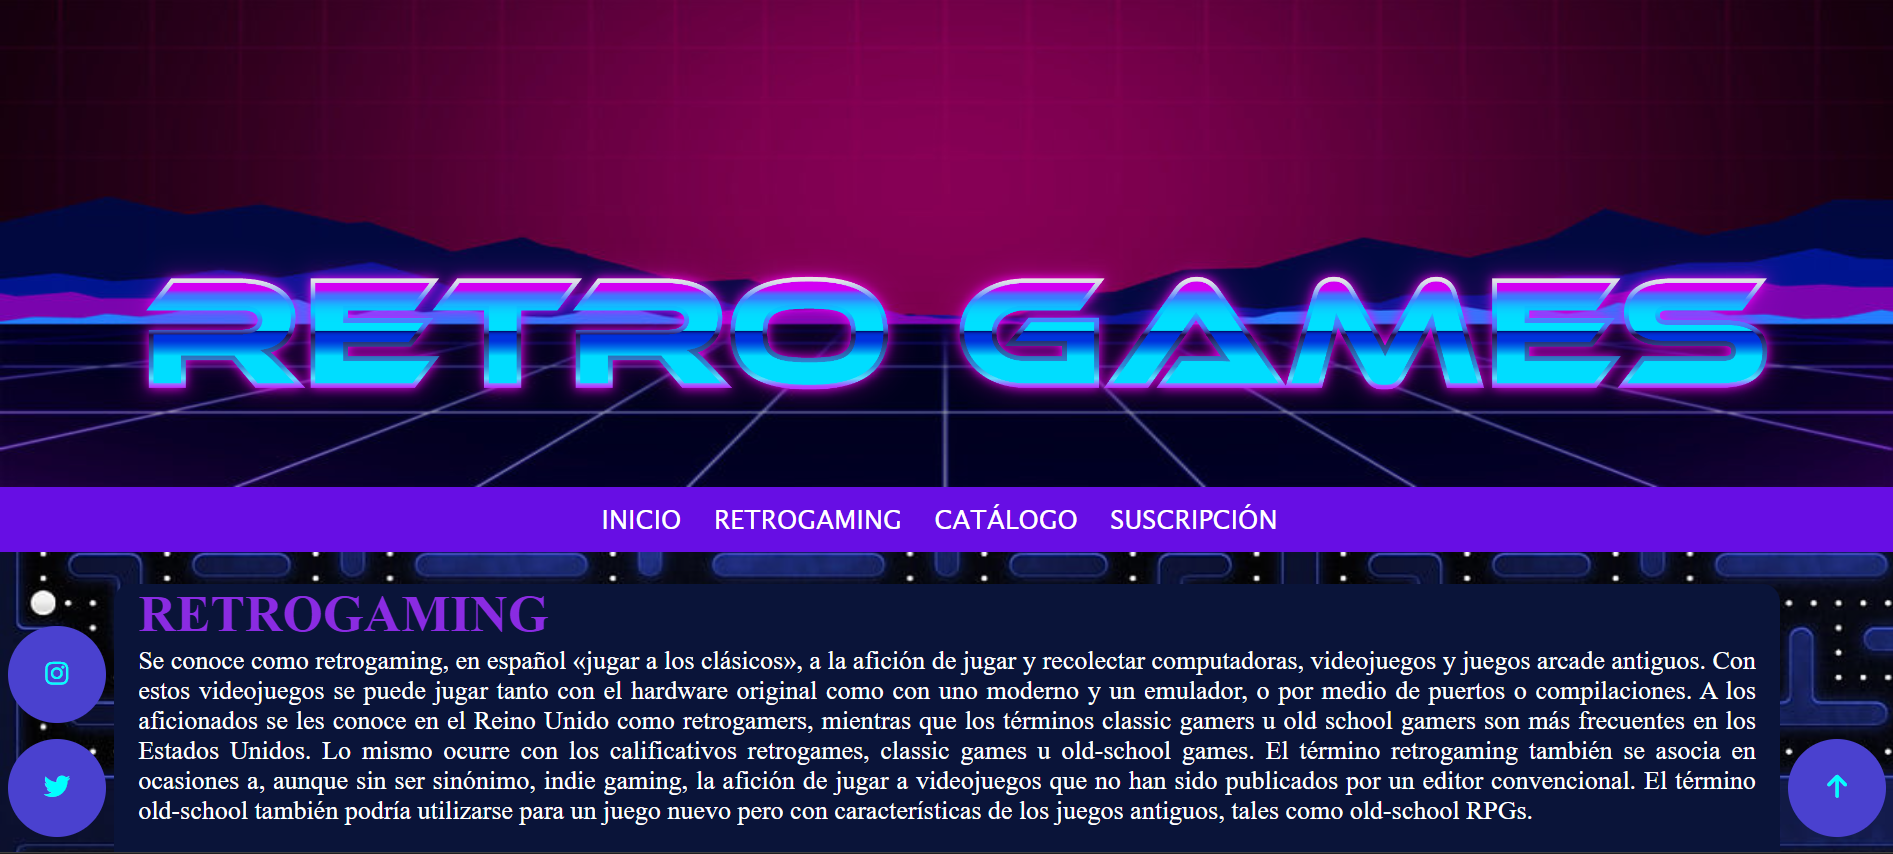 RETRO GAMES
INICIO RETROGAMING CATÁLOGO SUSCRIPCIÓN
RETROGAMING
Se conoce como retrogaming, en español «jugar a los clásicos», a la afición de jugar y recolectar computadoras, videojuegos y juegos arcade antiguos. Con
estos videojuegos se puede jugar tanto con el hardware original como con uno moderno y un emulador, o por medio de puertos o compilaciones. A los
aficionados se les conoce en el Reino Unido como retrogamers, mientras que los términos classic gamers u old school gamers son más frecuentes en los
Estados Unidos. Lo mismo ocurre con los calificativos retrogames, classic games u old-school games. El término retrogaming también se asocia en
ocasiones a, aunque sin ser sinónimo, indie gaming, la afición de jugar a videojuegos que no han sido publicados por un editor convencional. El término
old-school también podría utilizarse para un juego nuevo pero con características de los juegos antiguos, tales como old-school RPGs.